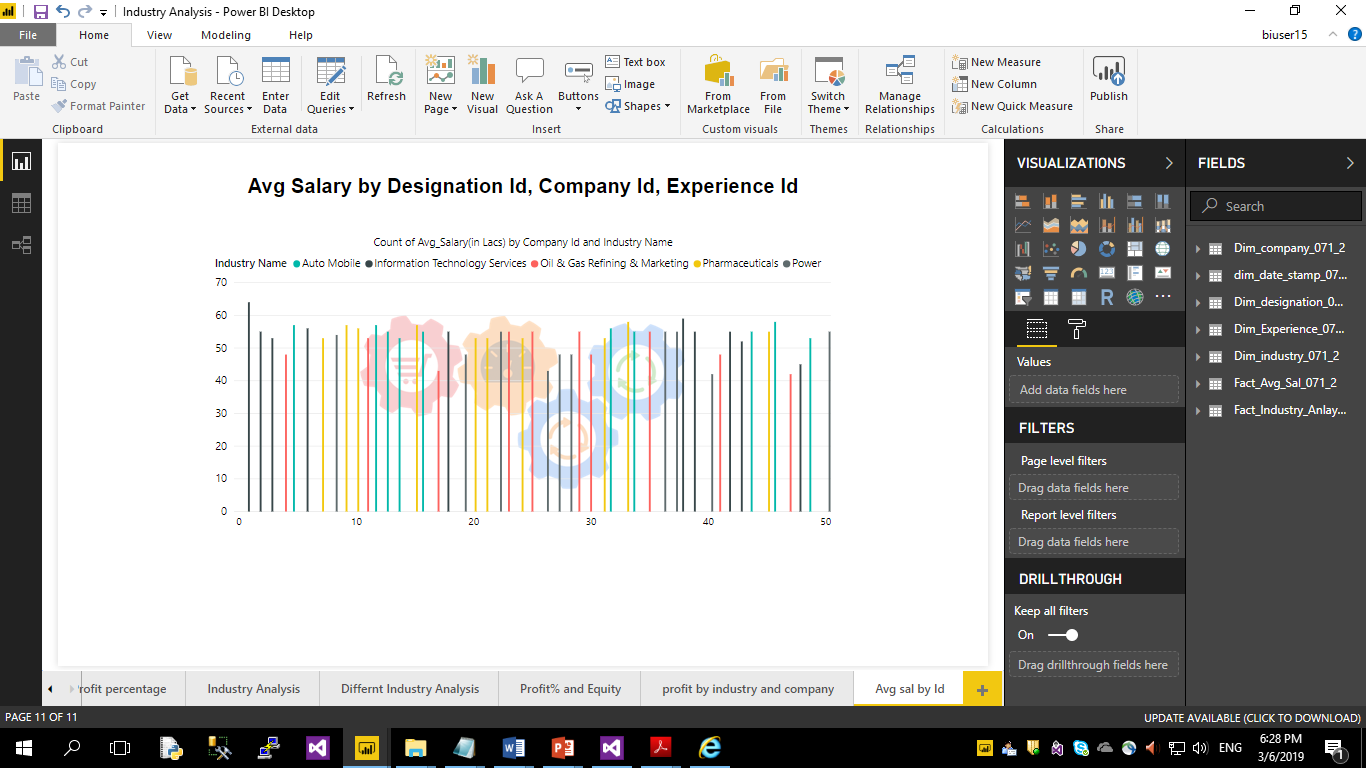 Industry Analysis - Power BI Desktop
File Home View Modeling Help biuser15
Paste Cut Copy Format Painter
Clipboard
Get Data Recent Sources Enter Data Edit Queries Refresh
External data
New Page New Visual Ask A Question Buttons Text box Image Shapes
Insert
From Marketplace From File
Custom visuals
Switch Theme
Themes
Manage Relationships
Relationships
New Measure
New Column
New Quick Measure
Calculations
Publish
Share
Avg Salary by Designation Id, Company Id, Experience Id
Count of Avg_Salary(in Lacs) by Company Id and Industry Name
Industry Name Auto Mobile Information Technology Services Oil & Gas Refining & Marketing Pharmaceuticals Power
70
60
50
40
30
20
10
0
0 10 20 30 40 50
VISUALIZATIONS
R
Values
Add data fields here
FILTERS
Page level filters
Drag data fields here
Report level filters
Drag data fields here
DRILLTHROUGH
Keep all filters
On
Drag drillthrough fields here
FIELDS
Search
Dim_company_071_2
dim_date_stamp_07...
Dim_designation_0...
Dim_Experience_07...
Dim_industry_071_2
Fact_Avg_Sal_071_2
Fact_Industry_Anlay...
rofit percentage Industry Analysis Differnt Industry Analysis Profit% and Equity profit by industry and company Avg sal by Id
PAGE 11 OF 11 UPDATE AVAILABLE (CLICK TO DOWNLOAD)
ENG 6:28 PM
3/6/2019 1